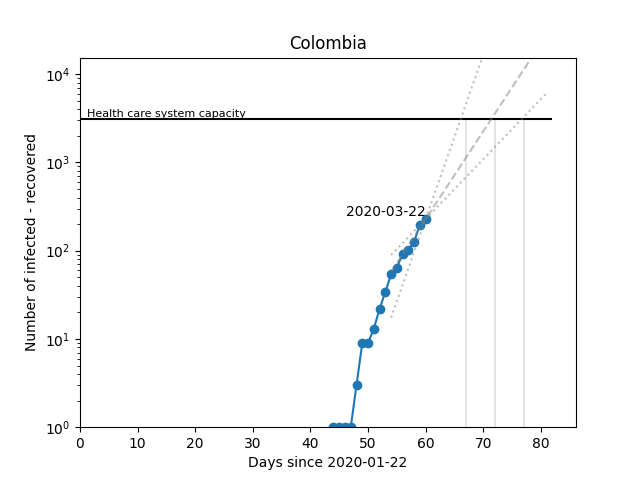 Colombia
Number of infected - recovered
10^4
10^3
10^2
10^1
10^0
Health care system capacity
2020-03-22
0 10 20 30 40 50 60 70 80
Days since 2020-01-22